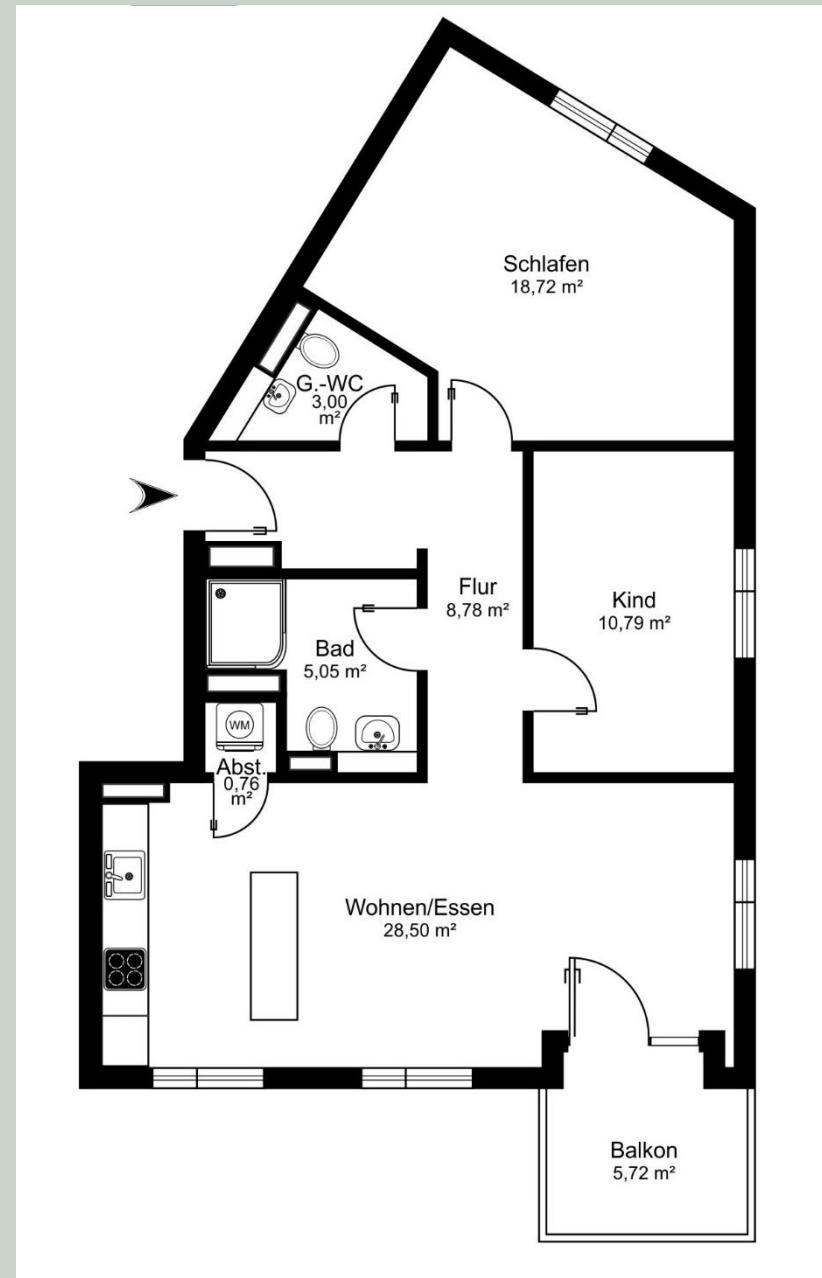 Schlafen
18,72 m²
G.-WC
3,00
m²
Flur
8,78 m²
Kind
10,79 m²
Bad
5,05 m²
WM
Abst.
0,76
m²
Wohnen/Essen
28,50 m²
Balkon
5,72 m²